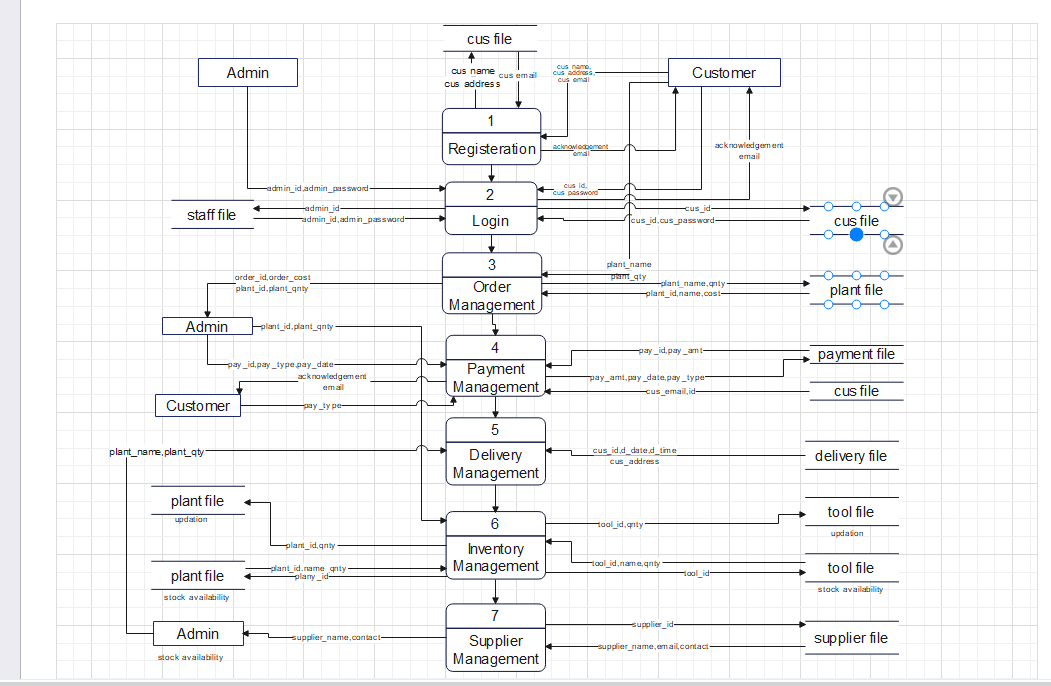 cus file
Admin
Customer
cus name
cus address
cus email
cus name,
cus address,
cus email
1
Registeration
acknowledgement
email
acknowledgement
email
2
Login
admin_id,admin_password
cus_id,
cus_password
staff file
admin_id
admin_id,admin_password
cus_id
cus_id,cus_password
cus file
3
Order
Management
plant_name
plant_qty
order_id,order_cost
plant_id,plant_qnty
plant_name,qnty
plant_id,name,cost
plant file
Admin
plant_id,plant_qnty
4
Payment
Management
pay_id,pay_type,pay_date
acknowledgement
email
Customer
pay_type
pay_id,pay_amt
payment file
pay_amt,pay_date,pay_type
cus_email,id
cus file
5
Delivery
Management
plant_name,plant_qty
cus_id,d_date,d_time
cus_address
delivery file
plant file
updation
6
Inventory
Management
plant_id,qnty
tool_id,qnty
tool file
updation
plant file
stock availability
plant_id.name_qnty
plany_id
tool_id,name,qnty
tool_id
tool file
stock availability
7
Supplier
Management
Admin
stock availability
supplier_name,contact
supplier_id
supplier_name,email,contact
supplier file